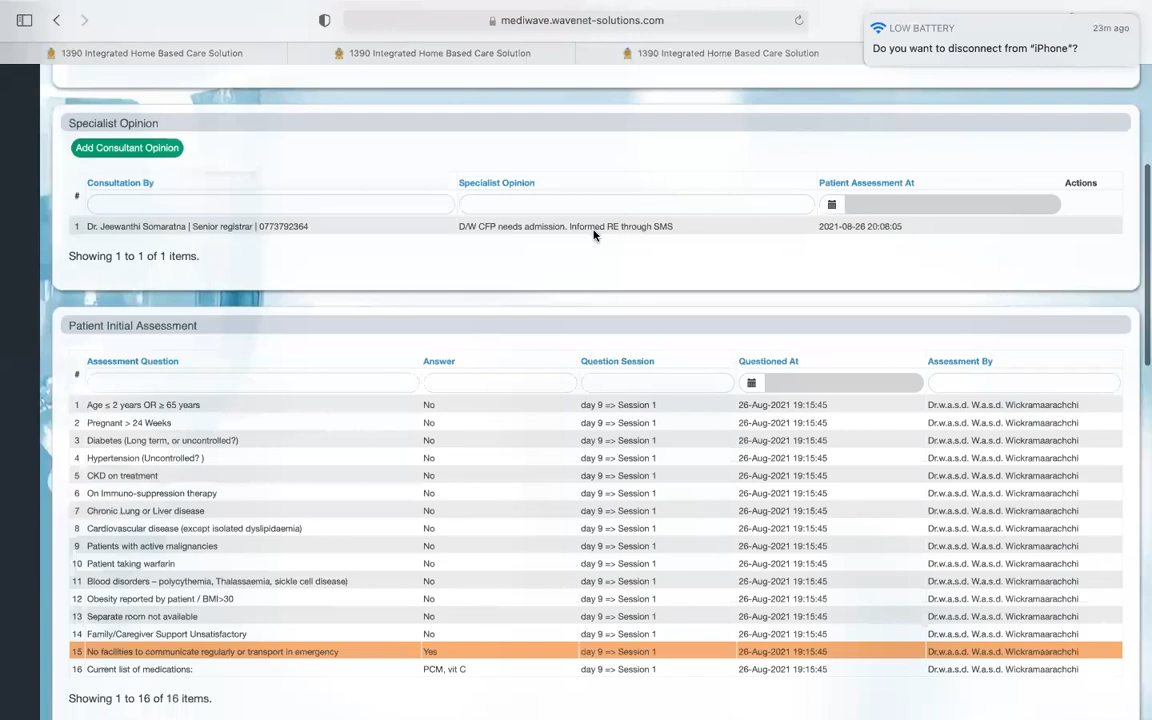 mediwave.wavenet-solutions.com
LOW BATTERY 23m ago
Do you want to disconnect from “iPhone”?
1390 Integrated Home Based Care Solution 1390 Integrated Home Based Care Solution 1390 Integrated Home Based Care Solution
Specialist Opinion
Add Consultant Opinion
# Consultation By Specialist Opinion Patient Assessment At Actions
1 Dr. Jeewanthi Somaratna | Senior registrar | 0773792364 D/W CFP needs admission. Informed RE through SMS 2021-08-26 20:08:05
Showing 1 to 1 of 1 items.
Patient Initial Assessment
# Assessment Question Answer Question Session Questioned At Assessment By
1 Age ≤ 2 years OR ≥ 65 years No day 9 => Session 1 26-Aug-2021 19:15:45 Dr.w.a.s.d. W.a.s.d. Wickramaarachchi
2 Pregnant > 24 Weeks No day 9 => Session 1 26-Aug-2021 19:15:45 Dr.w.a.s.d. W.a.s.d. Wickramaarachchi
3 Diabetes (Long term, or uncontrolled?) No day 9 => Session 1 26-Aug-2021 19:15:45 Dr.w.a.s.d. W.a.s.d. Wickramaarachchi
4 Hypertension (Uncontrolled? ) No day 9 => Session 1 26-Aug-2021 19:15:45 Dr.w.a.s.d. W.a.s.d. Wickramaarachchi
5 CKD on treatment No day 9 => Session 1 26-Aug-2021 19:15:45 Dr.w.a.s.d. W.a.s.d. Wickramaarachchi
6 On Immuno-suppression therapy No day 9 => Session 1 26-Aug-2021 19:15:45 Dr.w.a.s.d. W.a.s.d. Wickramaarachchi
7 Chronic Lung or Liver disease No day 9 => Session 1 26-Aug-2021 19:15:45 Dr.w.a.s.d. W.a.s.d. Wickramaarachchi
8 Cardiovascular disease (except isolated dyslipidaemia) No day 9 => Session 1 26-Aug-2021 19:15:45 Dr.w.a.s.d. W.a.s.d. Wickramaarachchi
9 Patients with active malignancies No day 9 => Session 1 26-Aug-2021 19:15:45 Dr.w.a.s.d. W.a.s.d. Wickramaarachchi
10 Patient taking warfarin No day 9 => Session 1 26-Aug-2021 19:15:45 Dr.w.a.s.d. W.a.s.d. Wickramaarachchi
11 Blood disorders – polycythemia, Thalassaemia, sickle cell disease) No day 9 => Session 1 26-Aug-2021 19:15:45 Dr.w.a.s.d. W.a.s.d. Wickramaarachchi
12 Obesity reported by patient / BMI>30 No day 9 => Session 1 26-Aug-2021 19:15:45 Dr.w.a.s.d. W.a.s.d. Wickramaarachchi
13 Separate room not available No day 9 => Session 1 26-Aug-2021 19:15:45 Dr.w.a.s.d. W.a.s.d. Wickramaarachchi
14 Family/Caregiver Support Unsatisfactory No day 9 => Session 1 26-Aug-2021 19:15:45 Dr.w.a.s.d. W.a.s.d. Wickramaarachchi
15 No facilities to communicate regularly or transport in emergency Yes day 9 => Session 1 26-Aug-2021 19:15:45 Dr.w.a.s.d. W.a.s.d. Wickramaarachchi
16 Current list of medications: PCM, vit C day 9 => Session 1 26-Aug-2021 19:15:45 Dr.w.a.s.d. W.a.s.d. Wickramaarachchi
Showing 1 to 16 of 16 items.